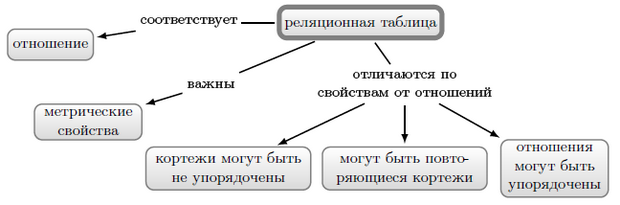 соответствует
реляционная таблица
отношение
важны
отличаются по
свойствам от отношений
метрические
свойства
кортежи могут быть
не упорядочены
могут быть повто-
ряющиеся кортежи
отношения
могут быть
упорядочены